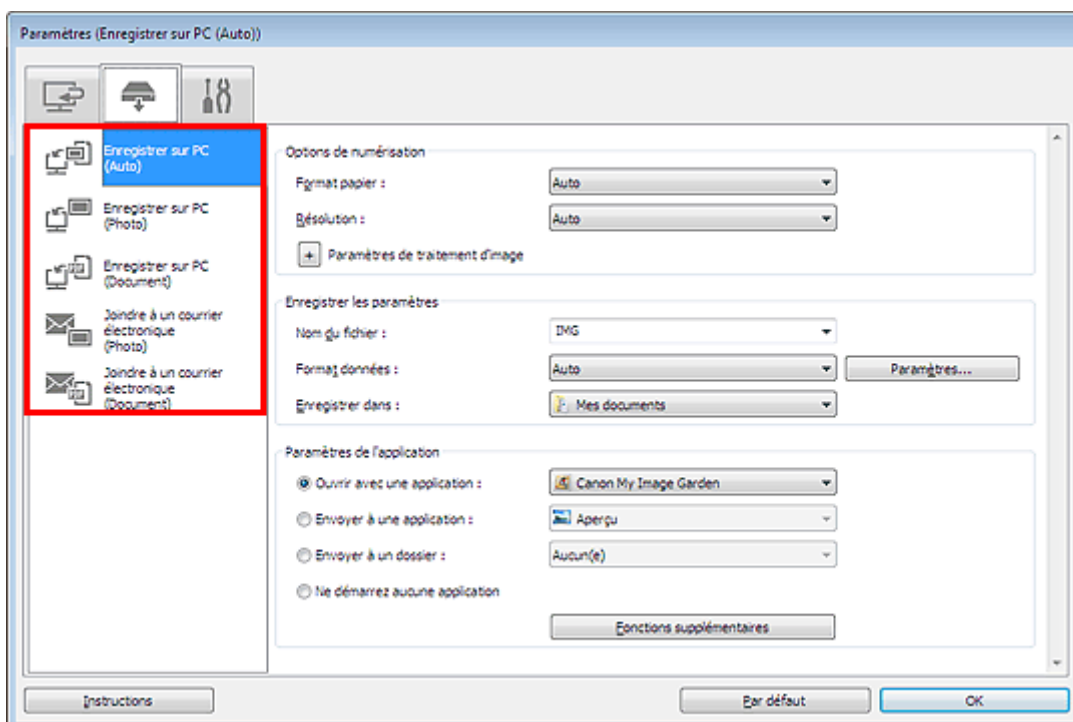 Paramètres (Enregistrer sur PC (Auto))
Enregistrer sur PC
(Auto)
Enregistrer sur PC
(Photo)
Enregistrer sur PC
(Document)
Joindre à un courrier
électronique
(Photo)
Joindre à un courrier
électronique
(Document)
Options de numérisation
Format papier :
Auto
Résolution :
Auto
+
Paramètres de traitement d'image
Enregistrer les paramètres
Nom du fichier :
IMG
Format données :
Auto
Paramètres...
Enregistrer dans :
Mes documents
Paramètres de l'application
Ouvrir avec une application :
Canon My Image Garden
Envoyer à une application :
Aperçu
Envoyer à un dossier :
Aucun(e)
Ne démarrez aucune application
Fonctions supplémentaires
Instructions
Par défaut
OK